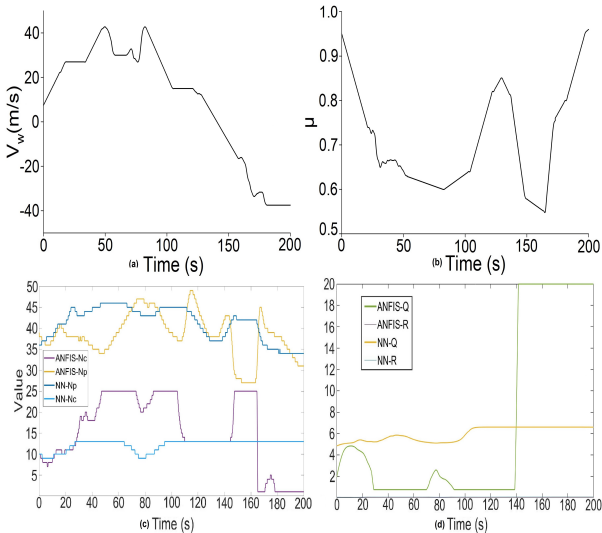 40
20
0
-20
-40
V_w(m/s)
0 50 100 150 200
(a) Time (s)
1
0.9
0.8
0.7
0.6
0.5
µ
0 50 100 150 200
(b) Time (s)
50
45
40
35
30
25
20
15
10
5
Value
ANFIS-Nc
ANFIS-Np
NN-Np
NN-Nc
0 20 40 60 80 100 120 140 160 180 200
(c) Time (s)
20
18
16
14
12
10
8
6
4
2
ANFIS-Q
ANFIS-R
NN-Q
NN-R
0 20 40 60 80 100 120 140 160 180 200
(d) Time (s)